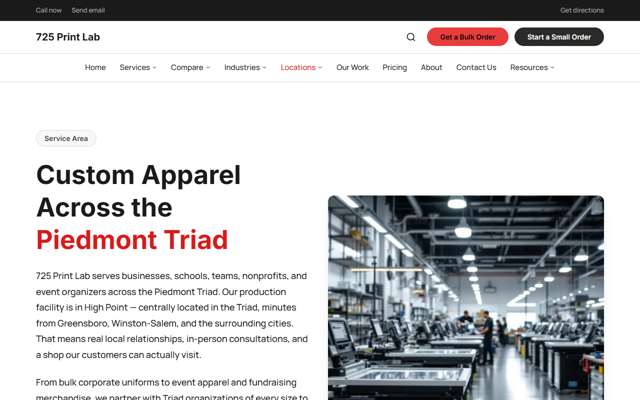 Call now Send email Get directions
725 Print Lab Get a Bulk Order Start a Small Order
Home Services Compare Industries Locations Our Work Pricing About Contact Us Resources
Service Area
Custom Apparel
Across the
Piedmont Triad
725 Print Lab serves businesses, schools, teams, nonprofits, and
event organizers across the Piedmont Triad. Our production
facility is in High Point — centrally located in the Triad, minutes
from Greensboro, Winston-Salem, and the surrounding cities.
That means real local relationships, in-person consultations, and
a shop our customers can actually visit.
From bulk corporate uniforms to event apparel and fundraising
merchandise, we partner with Triad organizations of every size to